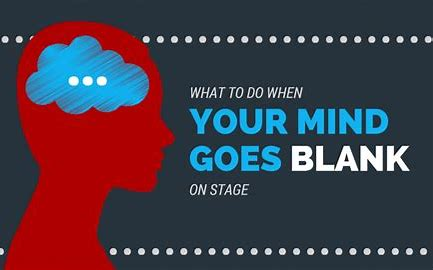 WHAT TO DO WHEN
YOUR MIND
GOES BLANK
ON STAGE